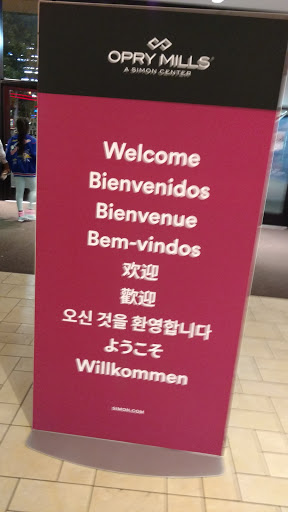 OPRY MILLS
A SIMON CENTER
Welcome
Bienvenidos
Bienvenue
Bem-vindos
欢迎
歡迎
오신 것을 환영합니다
ようこそ
Willkommen
SIMON.COM